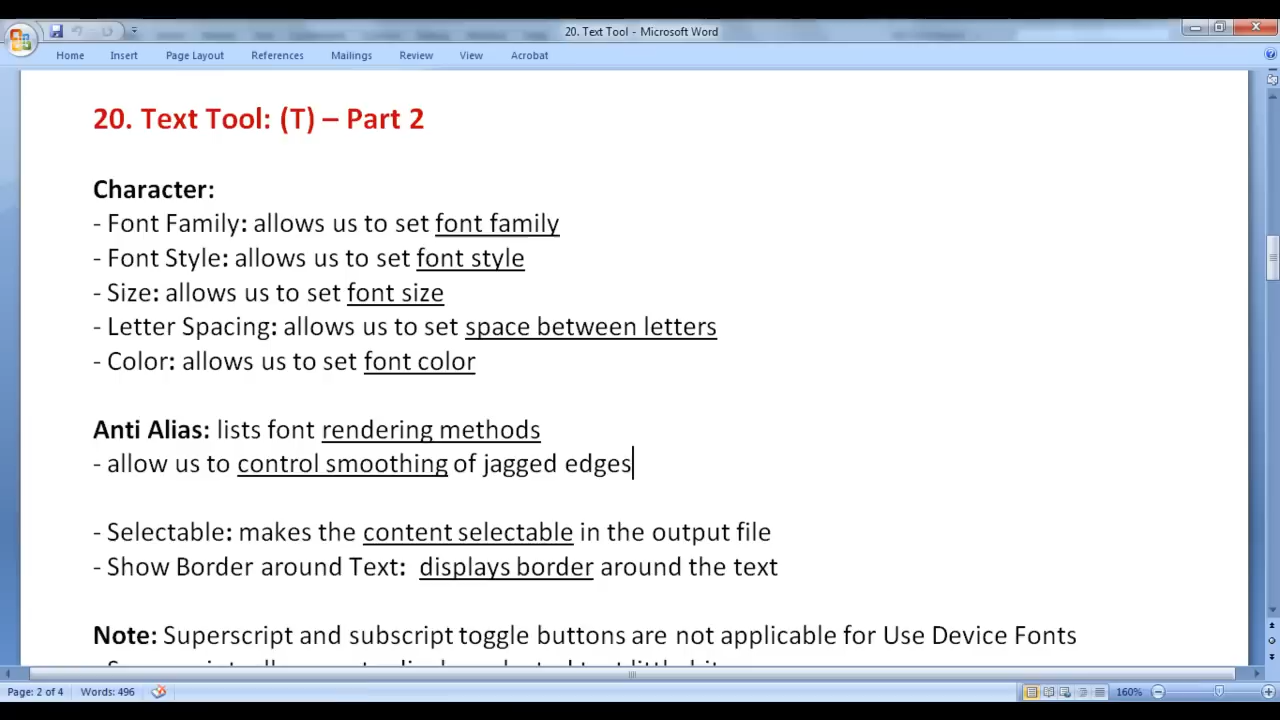 20. Text Tool - Microsoft Word
Home Insert Page Layout References Mailings Review View Acrobat
20. Text Tool: (T) – Part 2
Character:
- Font Family: allows us to set font family
- Font Style: allows us to set font style
- Size: allows us to set font size
- Letter Spacing: allows us to set space between letters
- Color: allows us to set font color
Anti Alias: lists font rendering methods
- allow us to control smoothing of jagged edges
- Selectable: makes the content selectable in the output file
- Show Border around Text: displays border around the text
Note: Superscript and subscript toggle buttons are not applicable for Use Device Fonts
Page: 2 of 4 Words: 496 160%